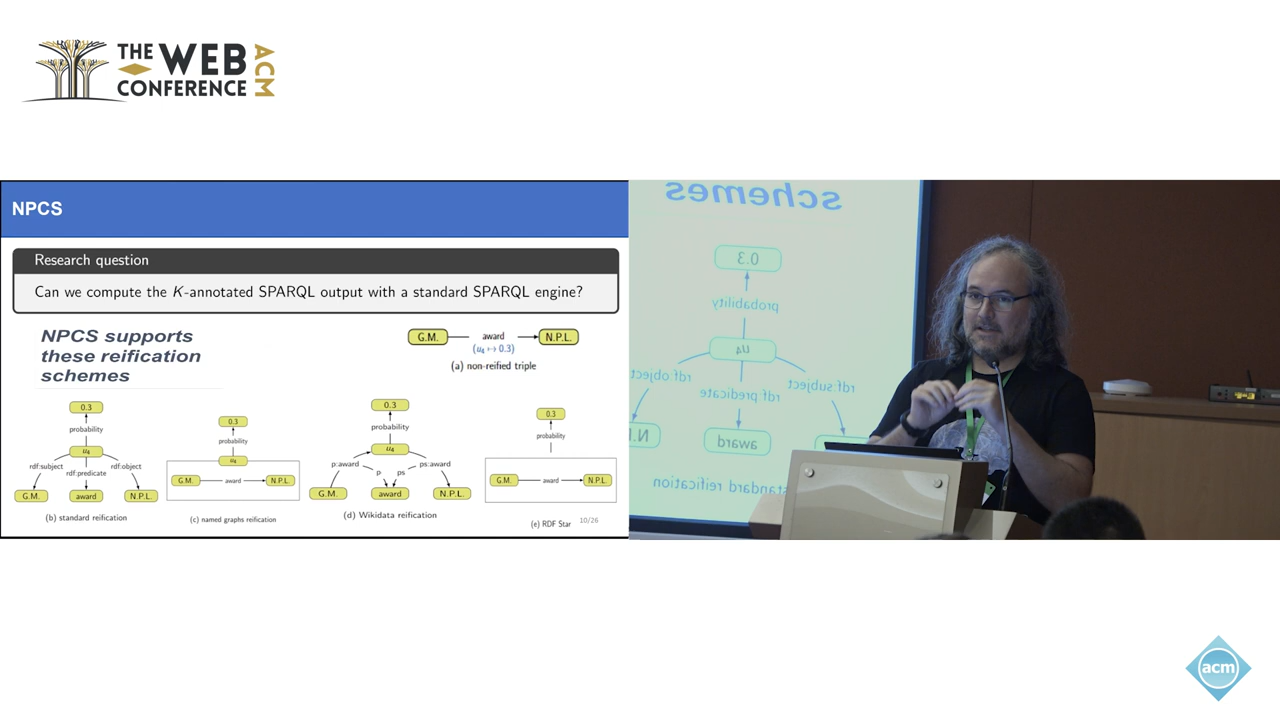 THE WEB
CONFERENCE
ACM
NPCS
Research question
Can we compute the K-annotated SPARQL output with a standard SPARQL engine?
NPCS supports
these reification
schemes
G.M. award N.P.L.
(u₄ ↦ 0.3)
(a) non-reified triple
0.3
probability
u₄
rdf:subject rdf:object
rdf:predicate
G.M. award N.P.L.
(b) standard reification
0.3
probability
u₄
G.M. award N.P.L.
(c) named graphs reification
0.3
probability
u₄
p:award p ps ps:award
G.M. award N.P.L.
(d) Wikidata reification
0.3
probability
G.M. award N.P.L.
(e) RDF Star
10/26
schemes
0.3
probability
u₄
rdf:object rdf:predicate rdf:subject
N. award
standard reification
acm